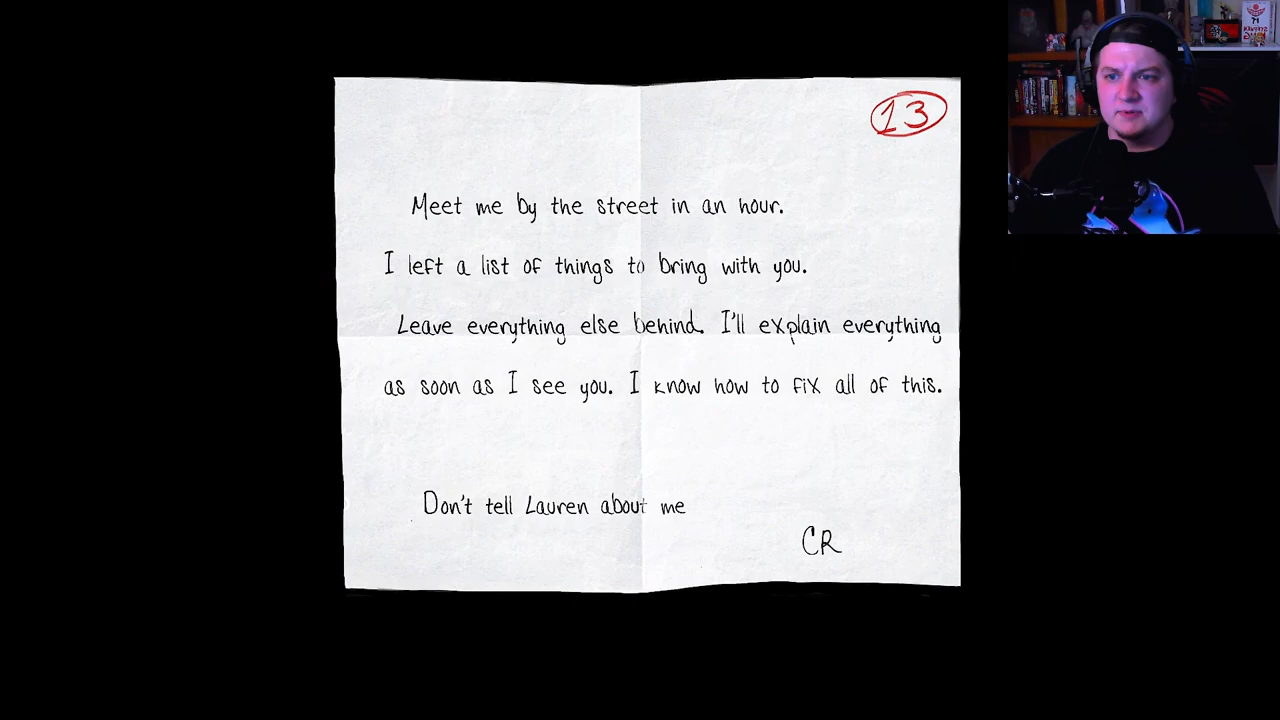 13
Meet me by the street in an hour.
I left a list of things to bring with you.
Leave everything else behind. I'll explain everything
as soon as I see you. I know how to fix all of this.
Don't tell Lauren about me
CR